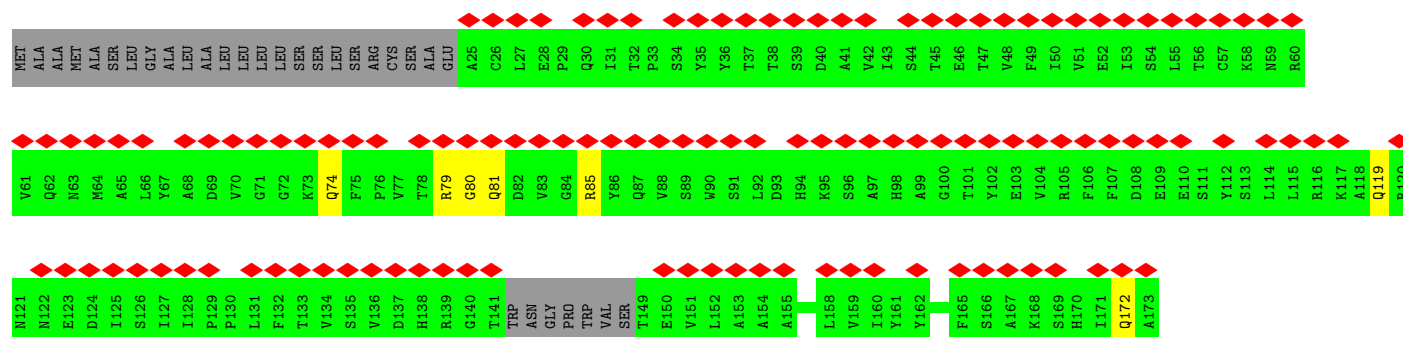 MET ALA ALA MET ALA SER LEU GLY ALA LEU ALA LEU LEU LEU LEU SER SER LEU SER ARG CYS SER ALA GLU A25 C26 L27 E28 P29 Q30 I31 T32 P33 S34 Y35 Y36 T37 T38 S39 D40 A41 V42 I43 S44 T45 E46 T47 V48 F49 I50 V51 E52 I53 S54 L55 T56 C57 K58 N59 R60
V61 Q62 N63 M64 A65 L66 Y67 A68 D69 V70 G71 G72 K73 Q74 F75 P76 V77 T78 R79 G80 Q81 D82 V83 G84 R85 Y86 Q87 V88 S89 W90 S91 L92 D93 H94 K95 S96 A97 H98 A99 G100 T101 Y102 E103 V104 R105 F106 F107 D108 E109 E110 S111 Y112 S113 L114 L115 R116 K117 A118 Q119
N121 N122 E123 D124 I125 S126 I127 I128 P129 P130 L131 F132 T133 V134 S135 V136 D137 H138 R139 G140 T141 TRP ASN GLY PRO TRP VAL SER T149 E150 V151 L152 A153 A154 A155 L158 V159 I160 Y161 Y162 F165 S166 A167 K168 S169 H170 I171 Q172 A173